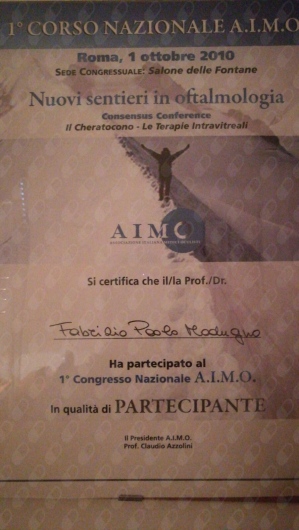 1° CORSO NAZIONALE A.I.M.O.
Roma, 1 ottobre 2010
SEDE CONGRESSUALE: Salone delle Fontane
Nuovi sentieri in oftalmologia
Consensus Conference
Il Cheratocono - Le Terapie Intravitreali
AIMO
Si certifica che il/la Prof./Dr.
Fabrizio Paolo Modugno
Ha partecipato al
1° Congresso Nazionale A.I.M.O.
In qualità di PARTECIPANTE
Il Presidente A.I.M.O.
Prof. Claudio Azzolini